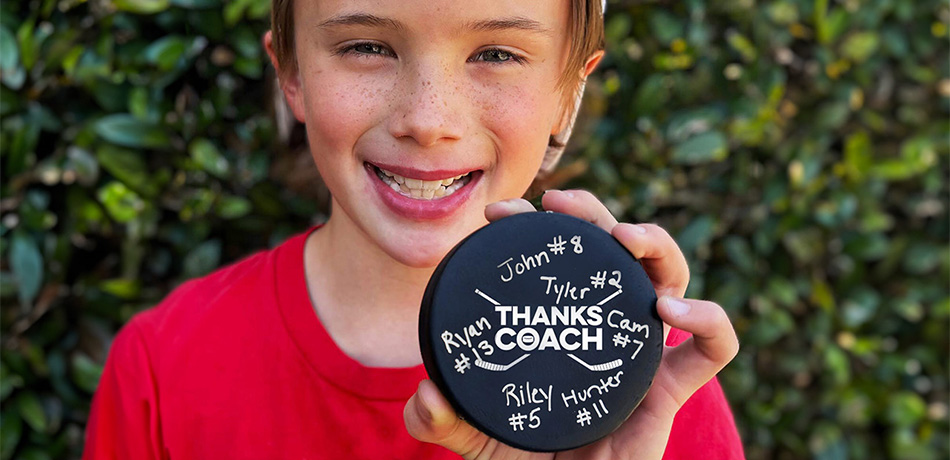 John #8
Tyler #2
Ryan
#13
THANKS
COACH
Cam
#7
Riley
#5
Hunter
#11